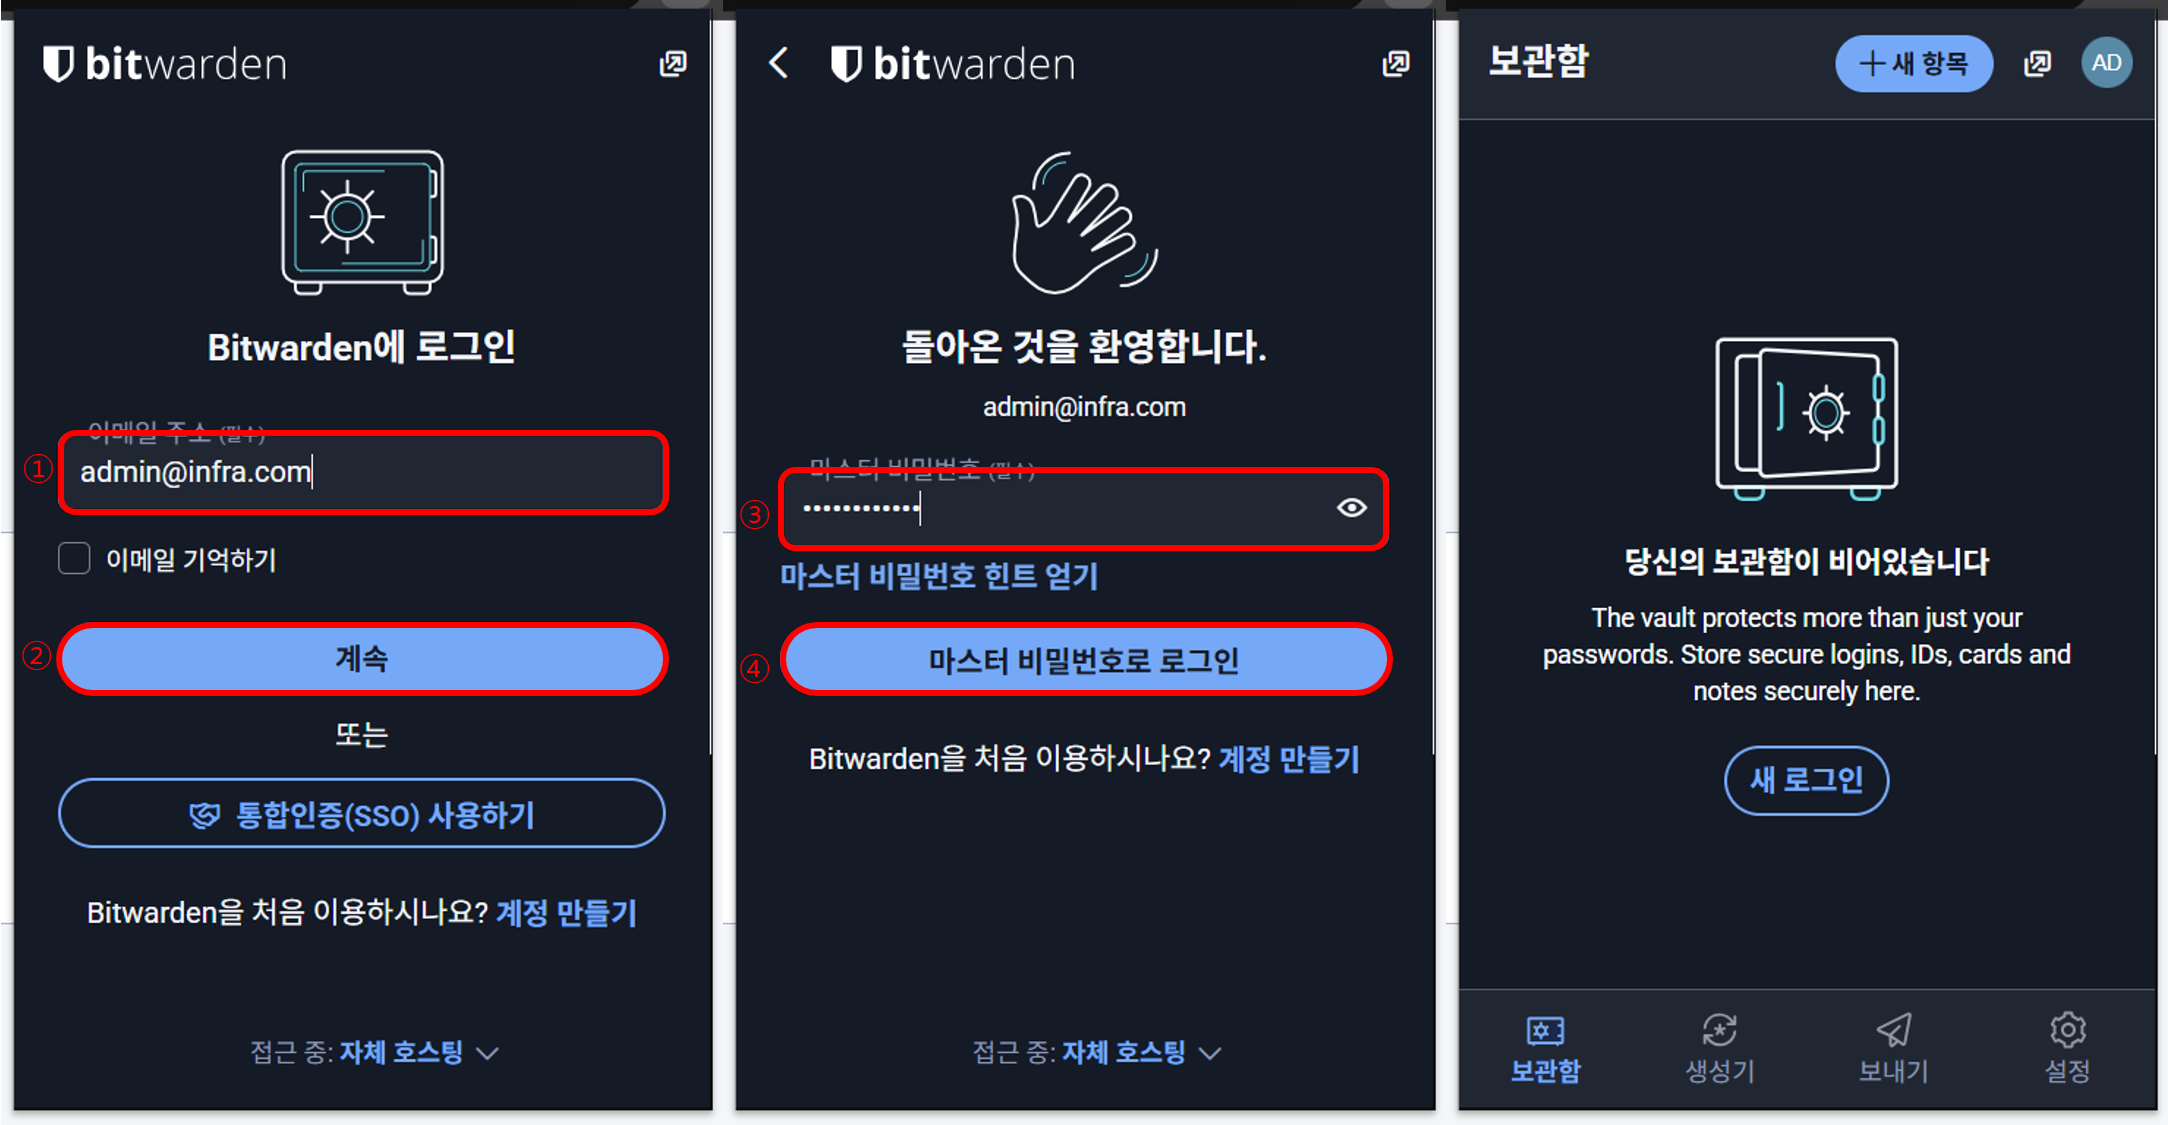 bitwarden
Bitwarden에 로그인
이메일 주소 (필수)
① admin@infra.com
이메일 기억하기
② 계속
또는
통합인증(SSO) 사용하기
Bitwarden을 처음 이용하시나요? 계정 만들기
접근 중: 자체 호스팅
bitwarden
돌아온 것을 환영합니다.
admin@infra.com
마스터 비밀번호 (필수)
③ ••••••••••••
마스터 비밀번호 힌트 얻기
④ 마스터 비밀번호로 로그인
Bitwarden을 처음 이용하시나요? 계정 만들기
접근 중: 자체 호스팅
보관함
+ 새 항목
AD
당신의 보관함이 비어있습니다
The vault protects more than just your
passwords. Store secure logins, IDs, cards and
notes securely here.
새 로그인
보관함
생성기
보내기
설정